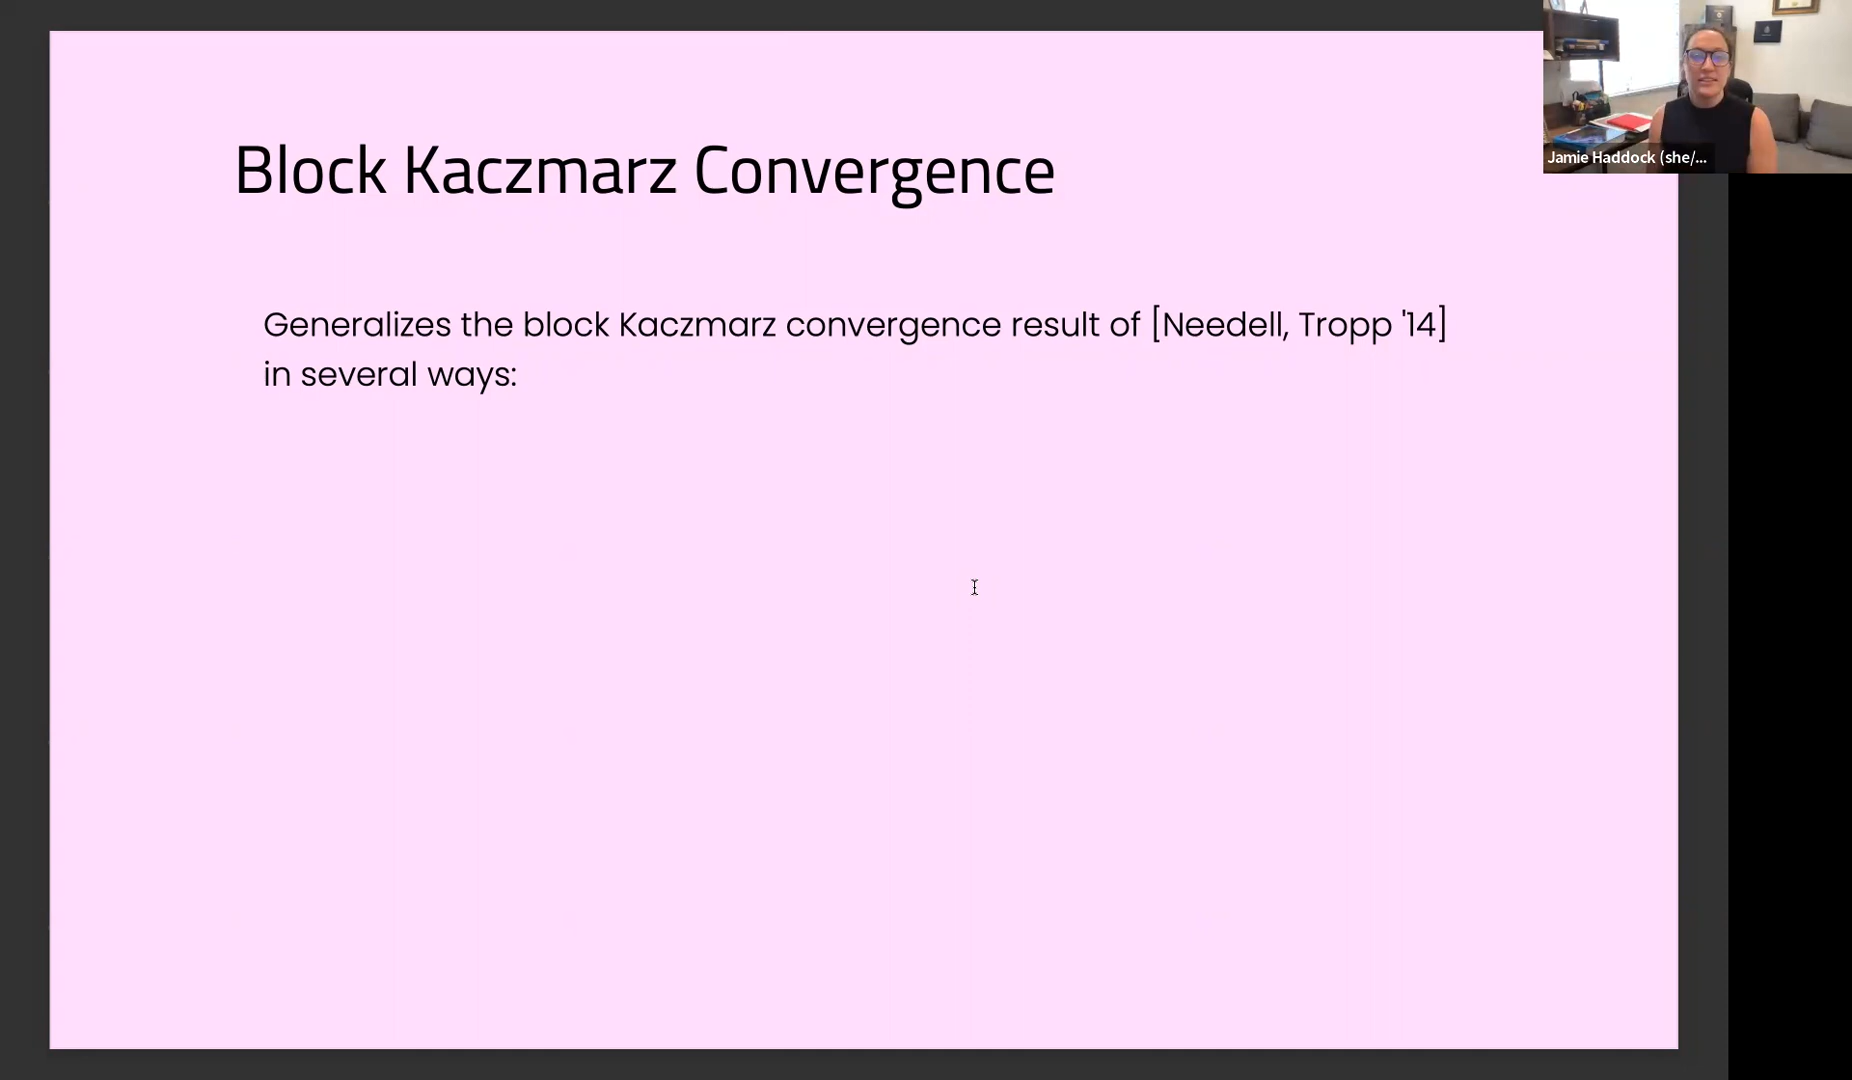 Block Kaczmarz Convergence
Generalizes the block Kaczmarz convergence result of [Needell, Tropp '14]
in several ways:
Jamie Haddock (she/...